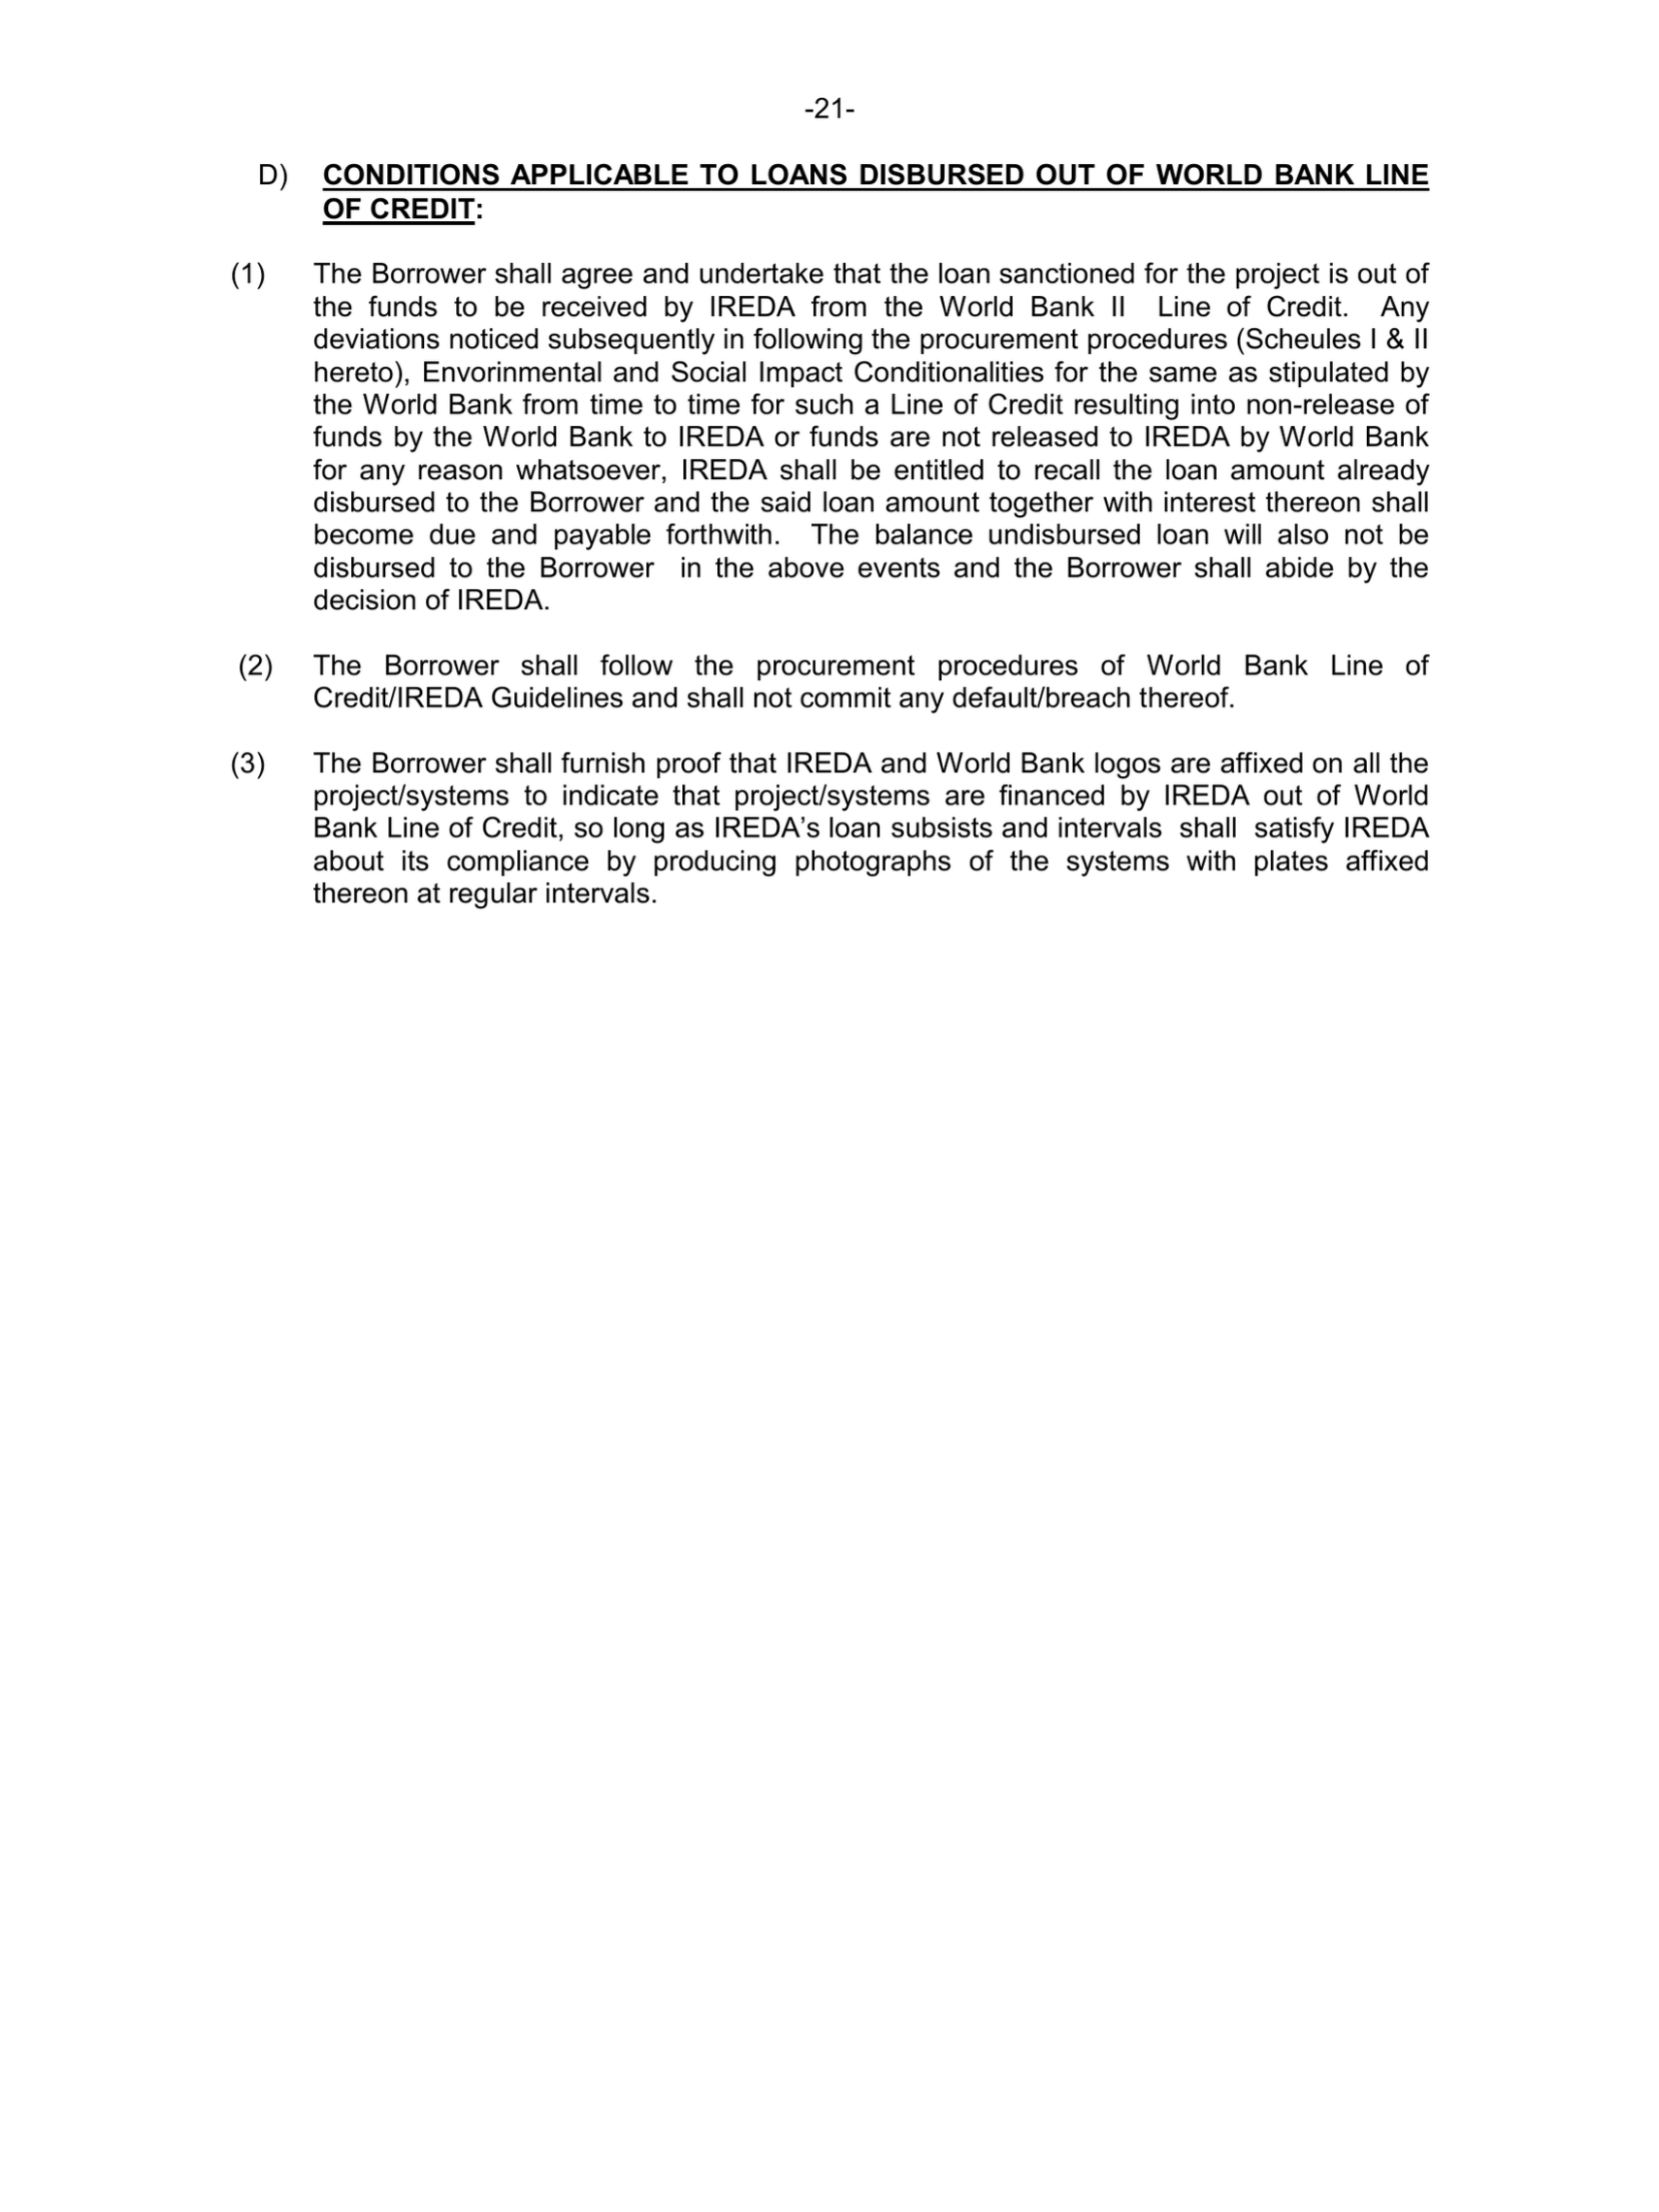 -21-
D) CONDITIONS APPLICABLE TO LOANS DISBURSED OUT OF WORLD BANK LINE
OF CREDIT:
(1) The Borrower shall agree and undertake that the loan sanctioned for the project is out of
the funds to be received by IREDA from the World Bank II Line of Credit. Any
deviations noticed subsequently in following the procurement procedures (Scheules I & II
hereto), Envorinmental and Social Impact Conditionalities for the same as stipulated by
the World Bank from time to time for such a Line of Credit resulting into non-release of
funds by the World Bank to IREDA or funds are not released to IREDA by World Bank
for any reason whatsoever, IREDA shall be entitled to recall the loan amount already
disbursed to the Borrower and the said loan amount together with interest thereon shall
become due and payable forthwith. The balance undisbursed loan will also not be
disbursed to the Borrower in the above events and the Borrower shall abide by the
decision of IREDA.
(2) The Borrower shall follow the procurement procedures of World Bank Line of
Credit/IREDA Guidelines and shall not commit any default/breach thereof.
(3) The Borrower shall furnish proof that IREDA and World Bank logos are affixed on all the
project/systems to indicate that project/systems are financed by IREDA out of World
Bank Line of Credit, so long as IREDA’s loan subsists and intervals shall satisfy IREDA
about its compliance by producing photographs of the systems with plates affixed
thereon at regular intervals.